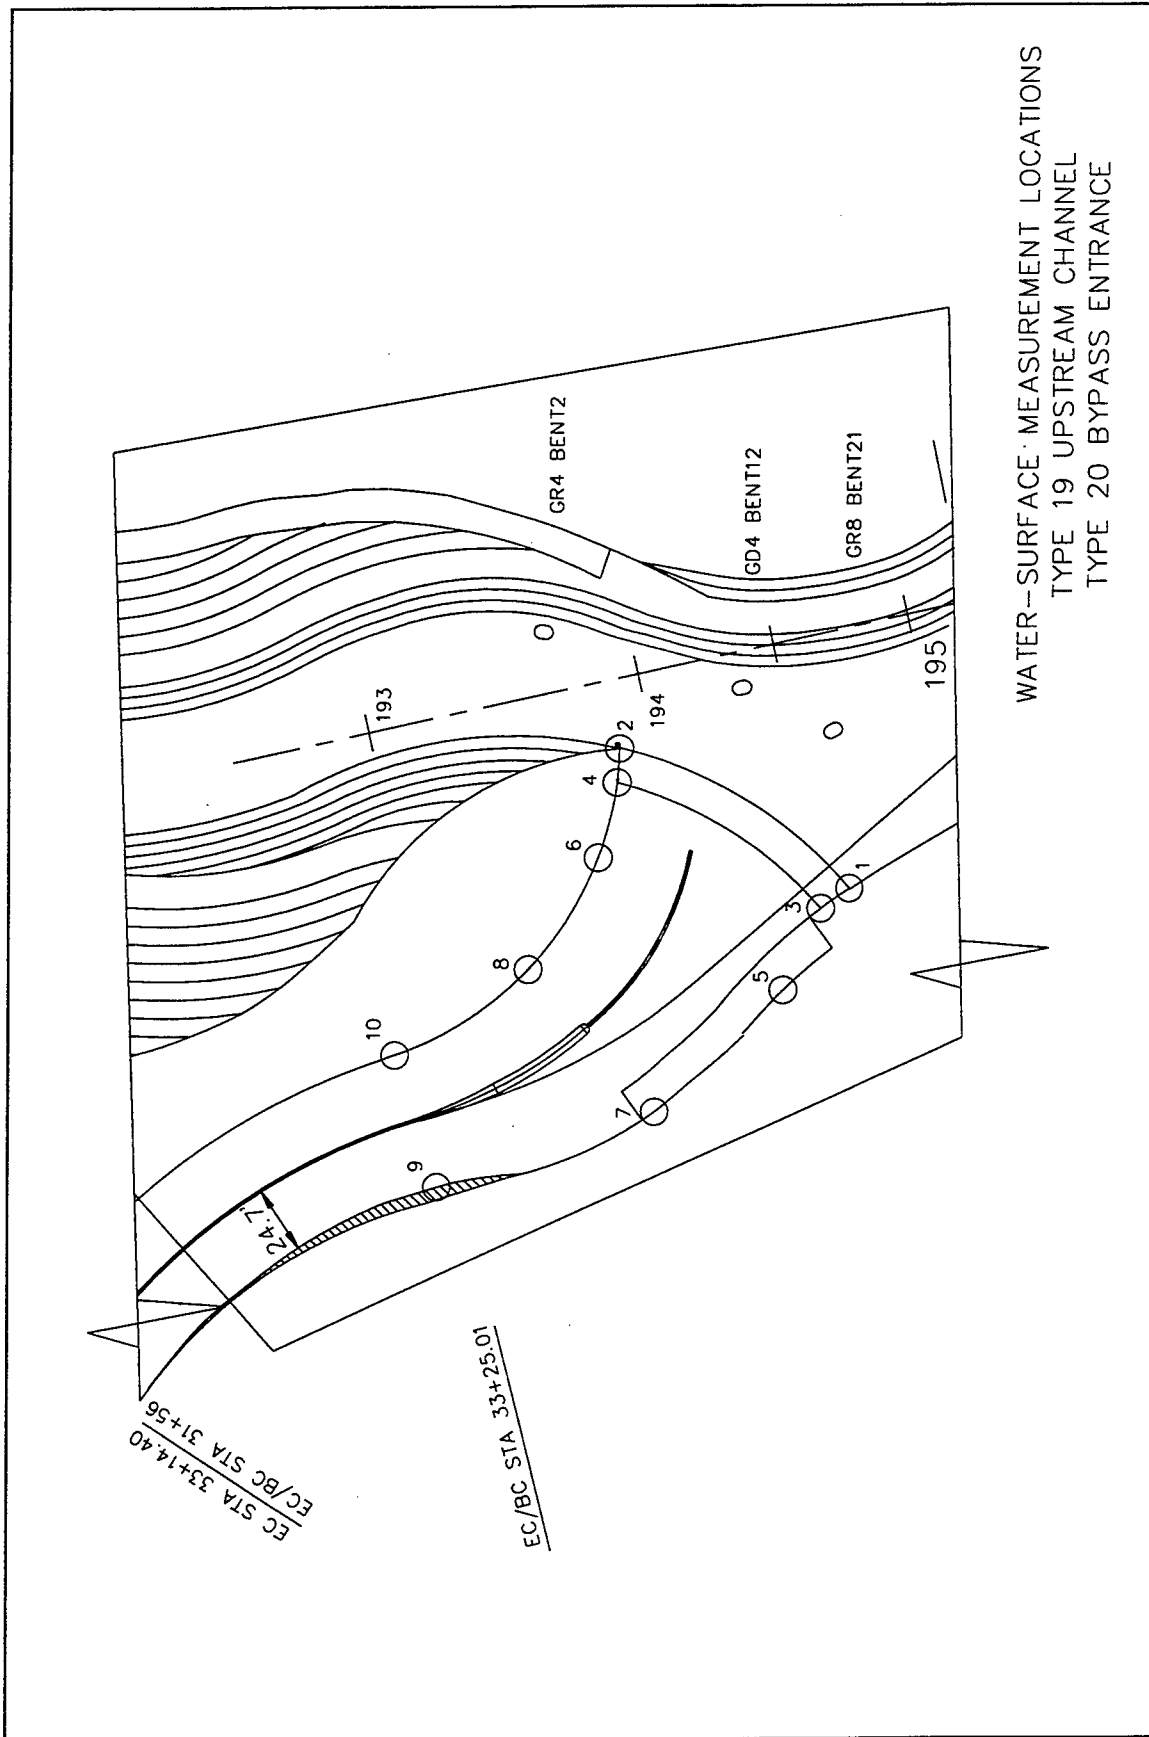 EC STA 33+14.40
EC/BC STA 31+56
EC/BC STA 33+25.01
24.7'
9
10
7
8
5
6
3
4
1
2
193
194
195
GR4 BENT2
GD4 BENT12
GR8 BENT21
WATER-SURFACE MEASUREMENT LOCATIONS
TYPE 19 UPSTREAM CHANNEL
TYPE 20 BYPASS ENTRANCE